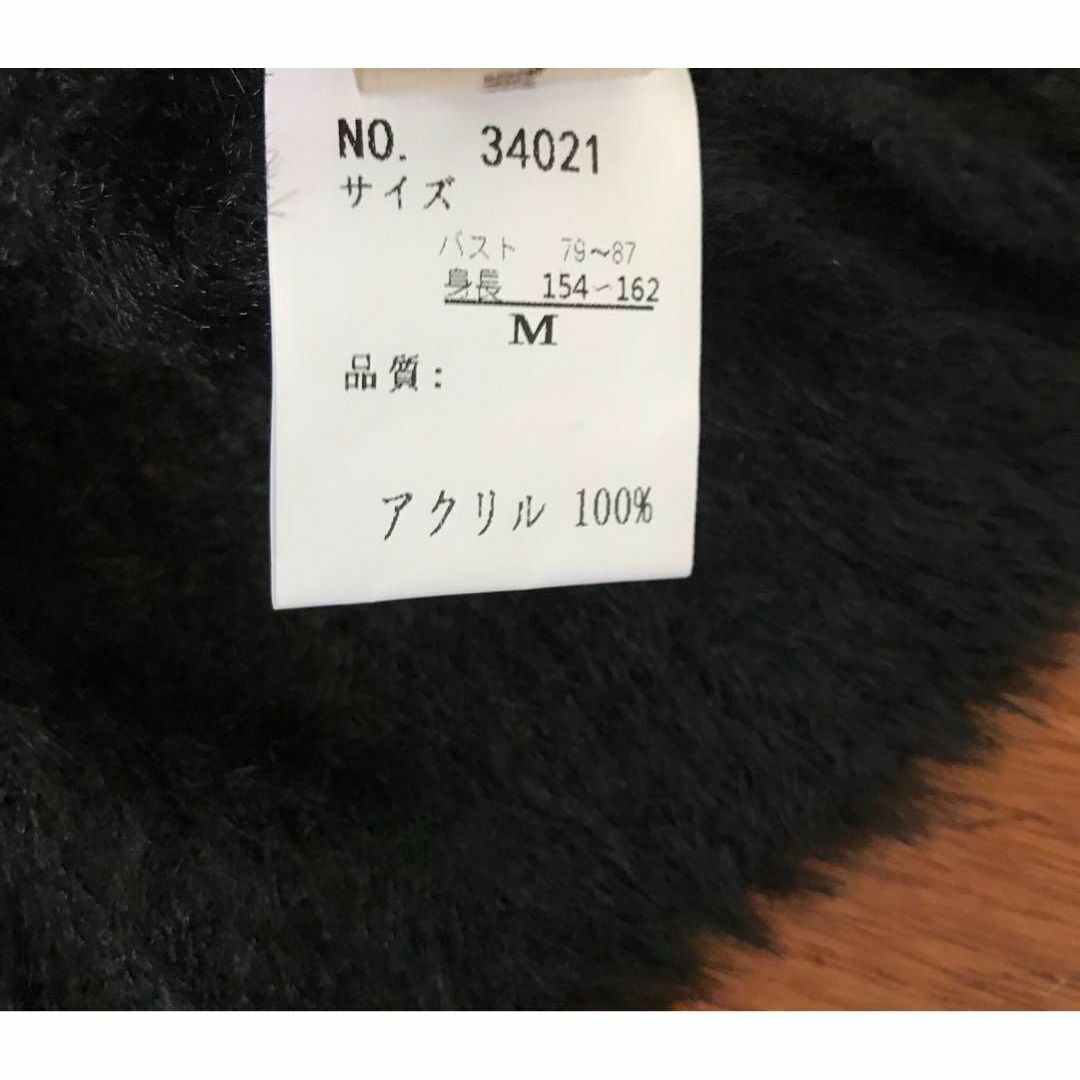 NO. 34021
サイズ
バスト 79~87
身長 154~162
M
品質:
アクリル 100%